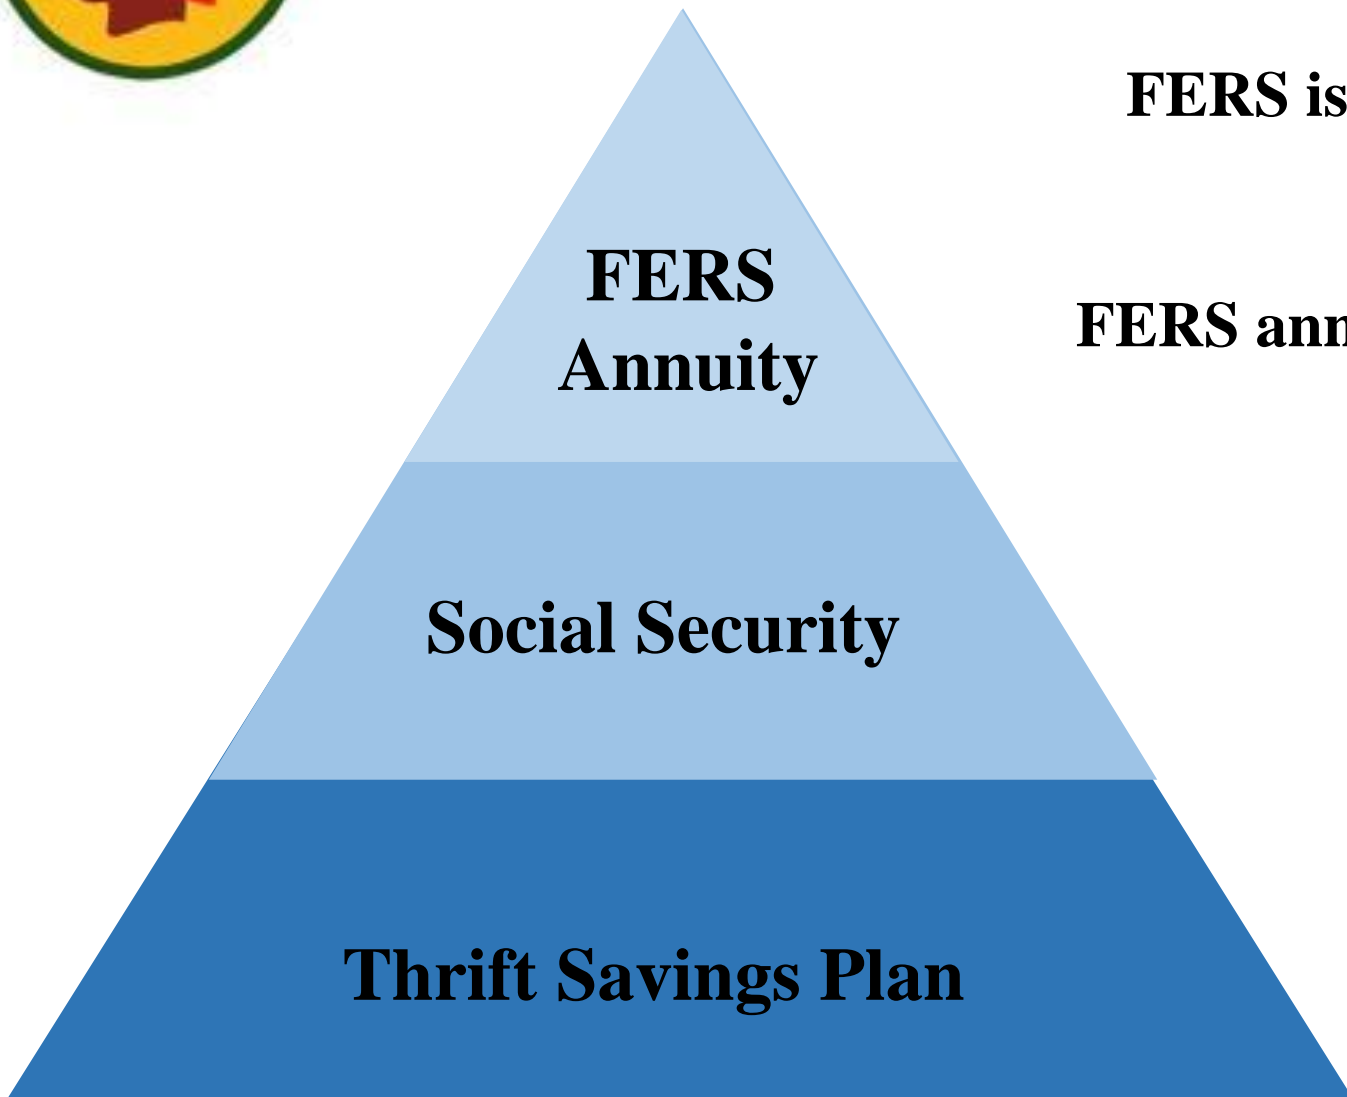 FERS is
FERS
Annuity
FERS ann
Social Security
Thrift Savings Plan